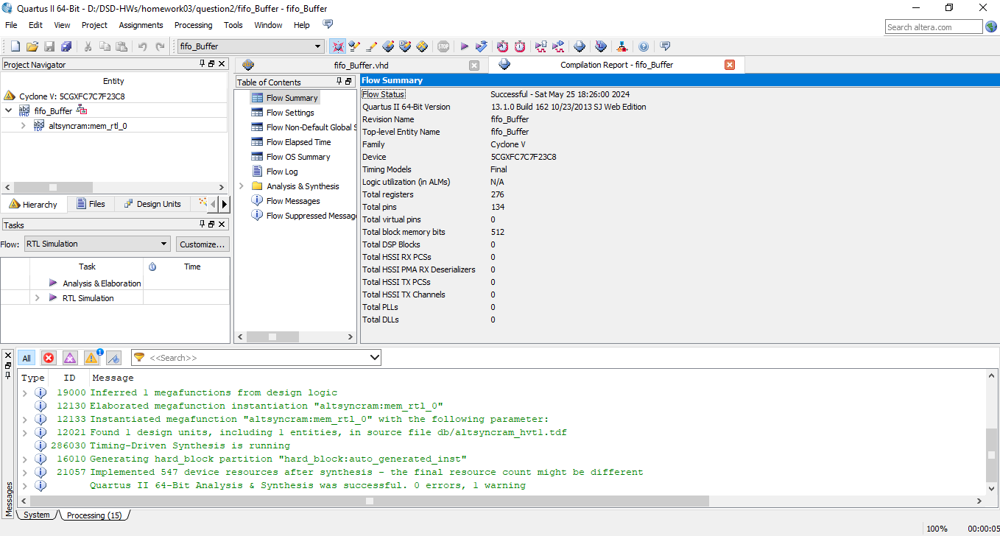 Quartus II 64-Bit - D:/DSD-HWs/homework03/question2/fifo_Buffer - fifo_Buffer
File Edit View Project Assignments Processing Tools Window Help
Search altera.com
fifo_Buffer
STOP
Project Navigator
Entity
Cyclone V: 5CGXFC7C7F23C8
abd VHD fifo_Buffer
abd TDF altsyncram:mem_rtl_0
Hierarchy Files Design Units
Tasks
Flow: RTL Simulation Customize...
Task Time
Analysis & Elaboration
RTL Simulation
fifo_Buffer.vhd Compilation Report - fifo_Buffer
Table of Contents
Flow Summary
Flow Settings
Flow Non-Default Global S
Flow Elapsed Time
Flow OS Summary
Flow Log
Analysis & Synthesis
Flow Messages
Flow Suppressed Messag
Flow Summary
Flow Status Successful - Sat May 25 18:26:00 2024
Quartus II 64-Bit Version 13.1.0 Build 162 10/23/2013 SJ Web Edition
Revision Name fifo_Buffer
Top-level Entity Name fifo_Buffer
Family Cyclone V
Device 5CGXFC7C7F23C8
Timing Models Final
Logic utilization (in ALMs) N/A
Total registers 276
Total pins 134
Total virtual pins 0
Total block memory bits 512
Total DSP Blocks 0
Total HSSI RX PCSs 0
Total HSSI PMA RX Deserializers 0
Total HSSI TX PCSs 0
Total HSSI TX Channels 0
Total PLLs 0
Total DLLs 0
All 1 <<Search>>
Type ID Message
19000 Inferred 1 megafunctions from design logic
12130 Elaborated megafunction instantiation "altsyncram:mem_rtl_0"
12133 Instantiated megafunction "altsyncram:mem_rtl_0" with the following parameter:
12021 Found 1 design units, including 1 entities, in source file db/altsyncram_hvt1.tdf
286030 Timing-Driven Synthesis is running
16010 Generating hard_block partition "hard_block:auto_generated_inst"
21057 Implemented 547 device resources after synthesis - the final resource count might be different
Quartus II 64-Bit Analysis & Synthesis was successful. 0 errors, 1 warning
Messages
System Processing (15)
100% 00:00:05